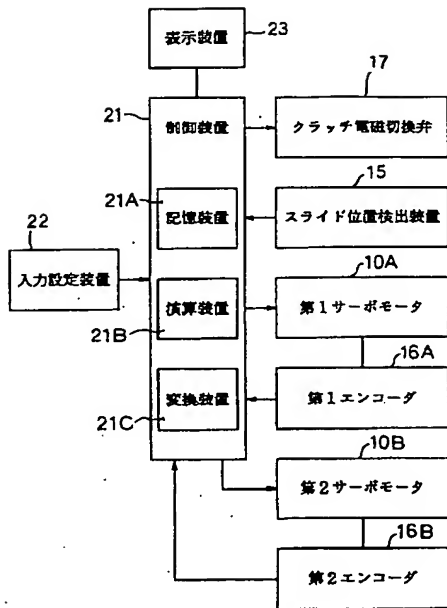 表示装置
23
21
制御装置
17
クラッチ電磁切換弁
21A
記憶装置
15
スライド位置検出装置
22
入力設定装置
21B
演算装置
10A
第1サーボモータ
16A
21C
変換装置
第1エンコーダ
10B
第2サーボモータ
16B
第2エンコーダ